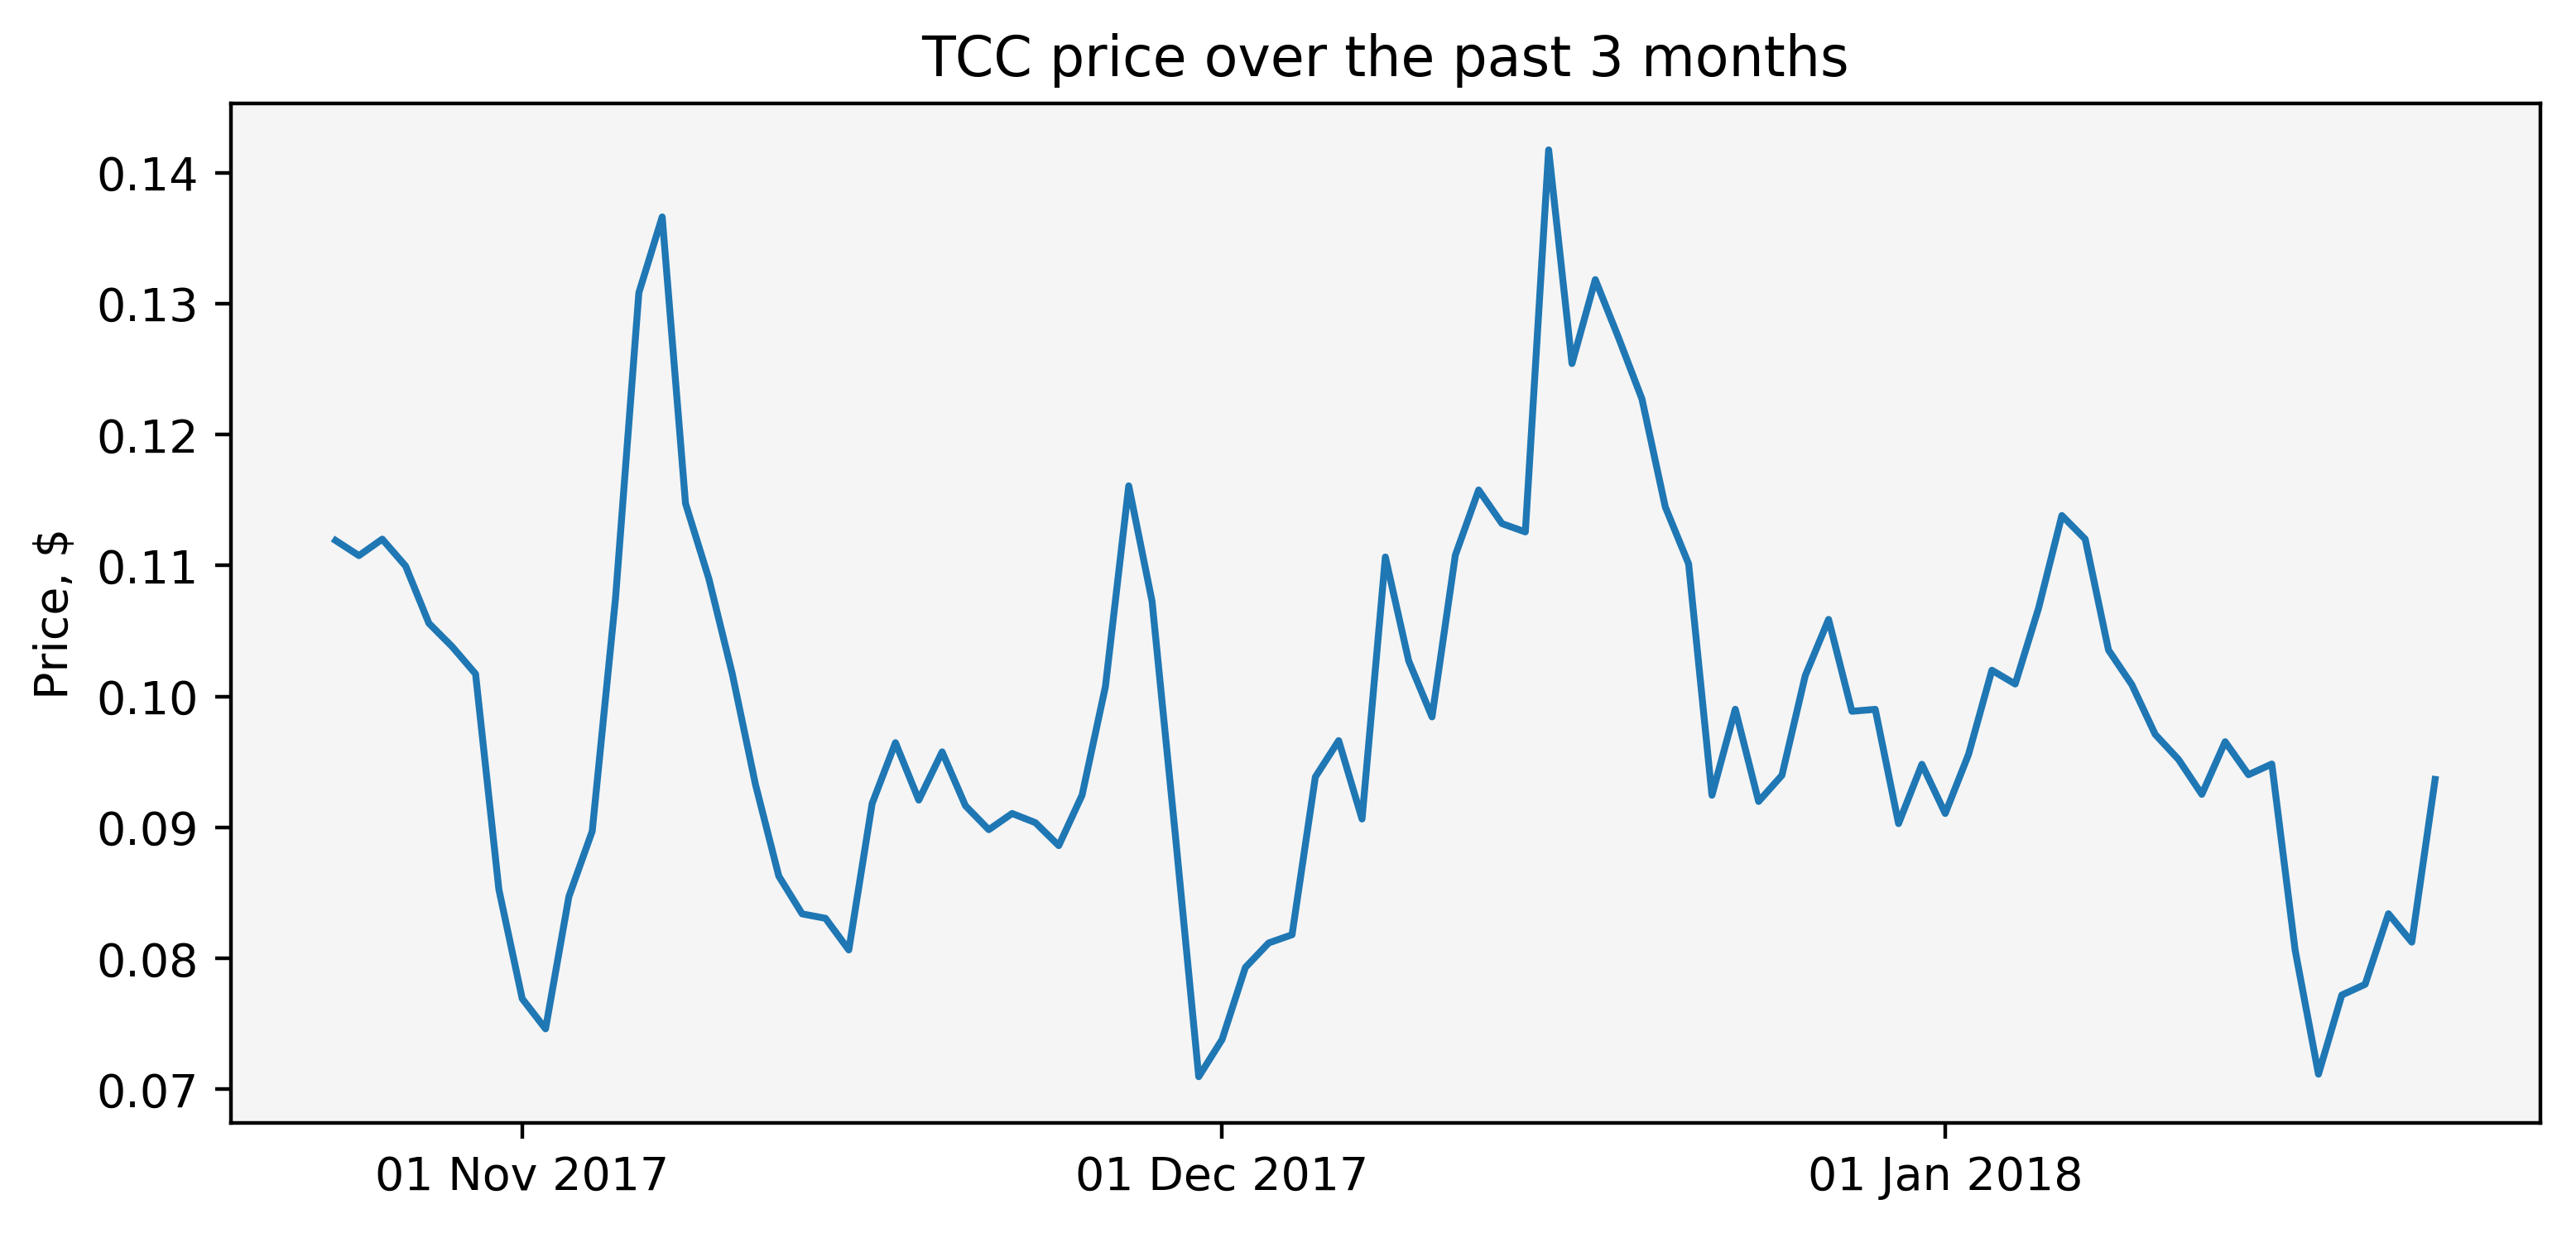 TCC price over the past 3 months
Price, $
0.14
0.13
0.12
0.11
0.10
0.09
0.08
0.07
01 Nov 2017
01 Dec 2017
01 Jan 2018